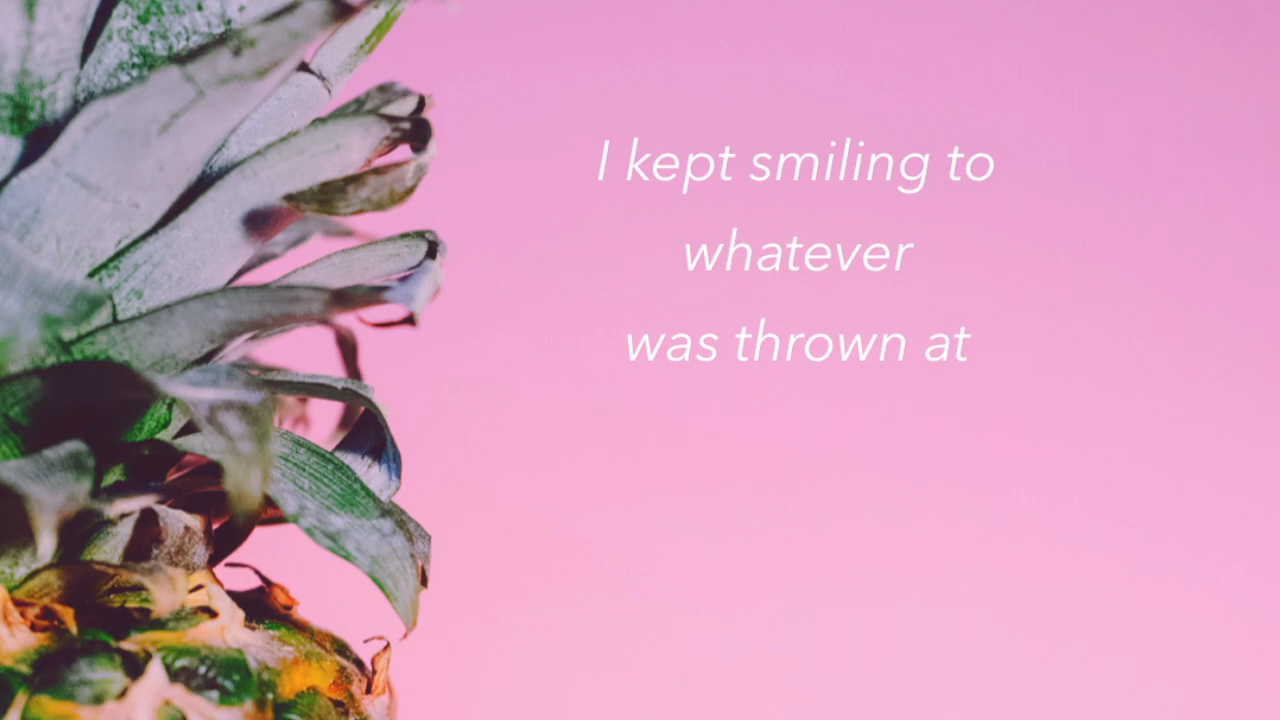 I kept smiling to
whatever
was thrown at